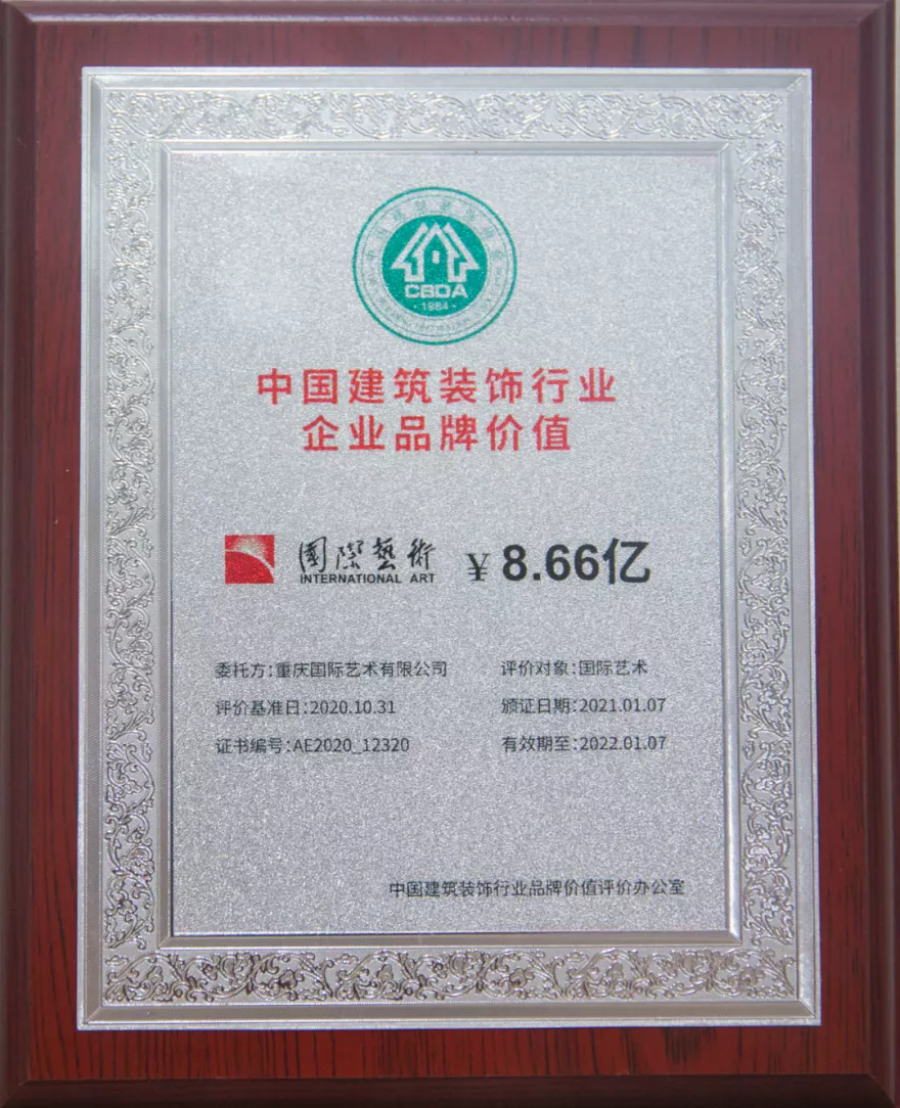 CBDA
·1984·
中国建筑装饰行业
企业品牌价值
國際藝術
INTERNATIONAL ART
¥ 8.66亿
委托方:重庆国际艺术有限公司
评价对象:国际艺术
评价基准日:2020.10.31
颁证日期:2021.01.07
证书编号:AE2020_12320
有效期至:2022.01.07
中国建筑装饰行业品牌价值评价办公室